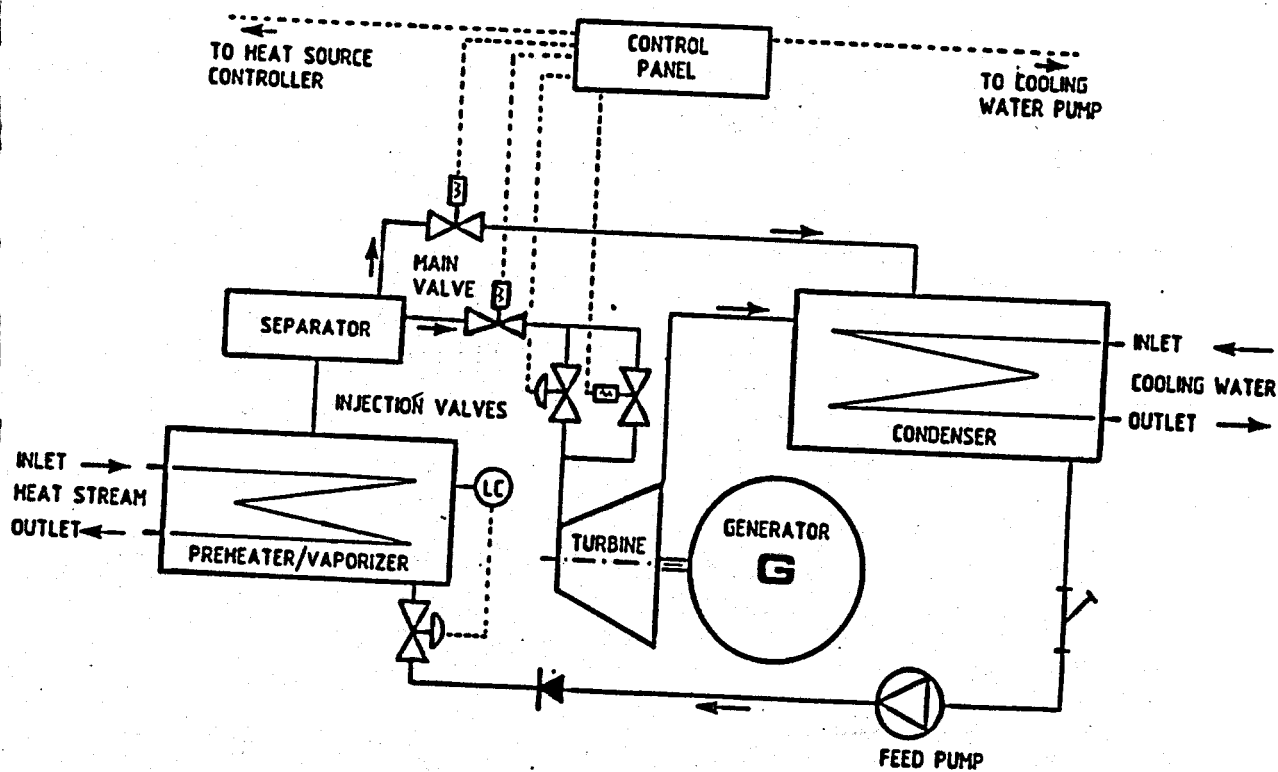 CONTROL
PANEL
TO HEAT SOURCE
CONTROLLER
TO COOLING
WATER PUMP
MAIN
VALVE
SEPARATOR
INJECTION VALVES
INLET
COOLING WATER
OUTLET
CONDENSER
INLET
HEAT STREAM
OUTLET
PREHEATER/VAPORIZER
LC
TURBINE
GENERATOR
G
FEED PUMP